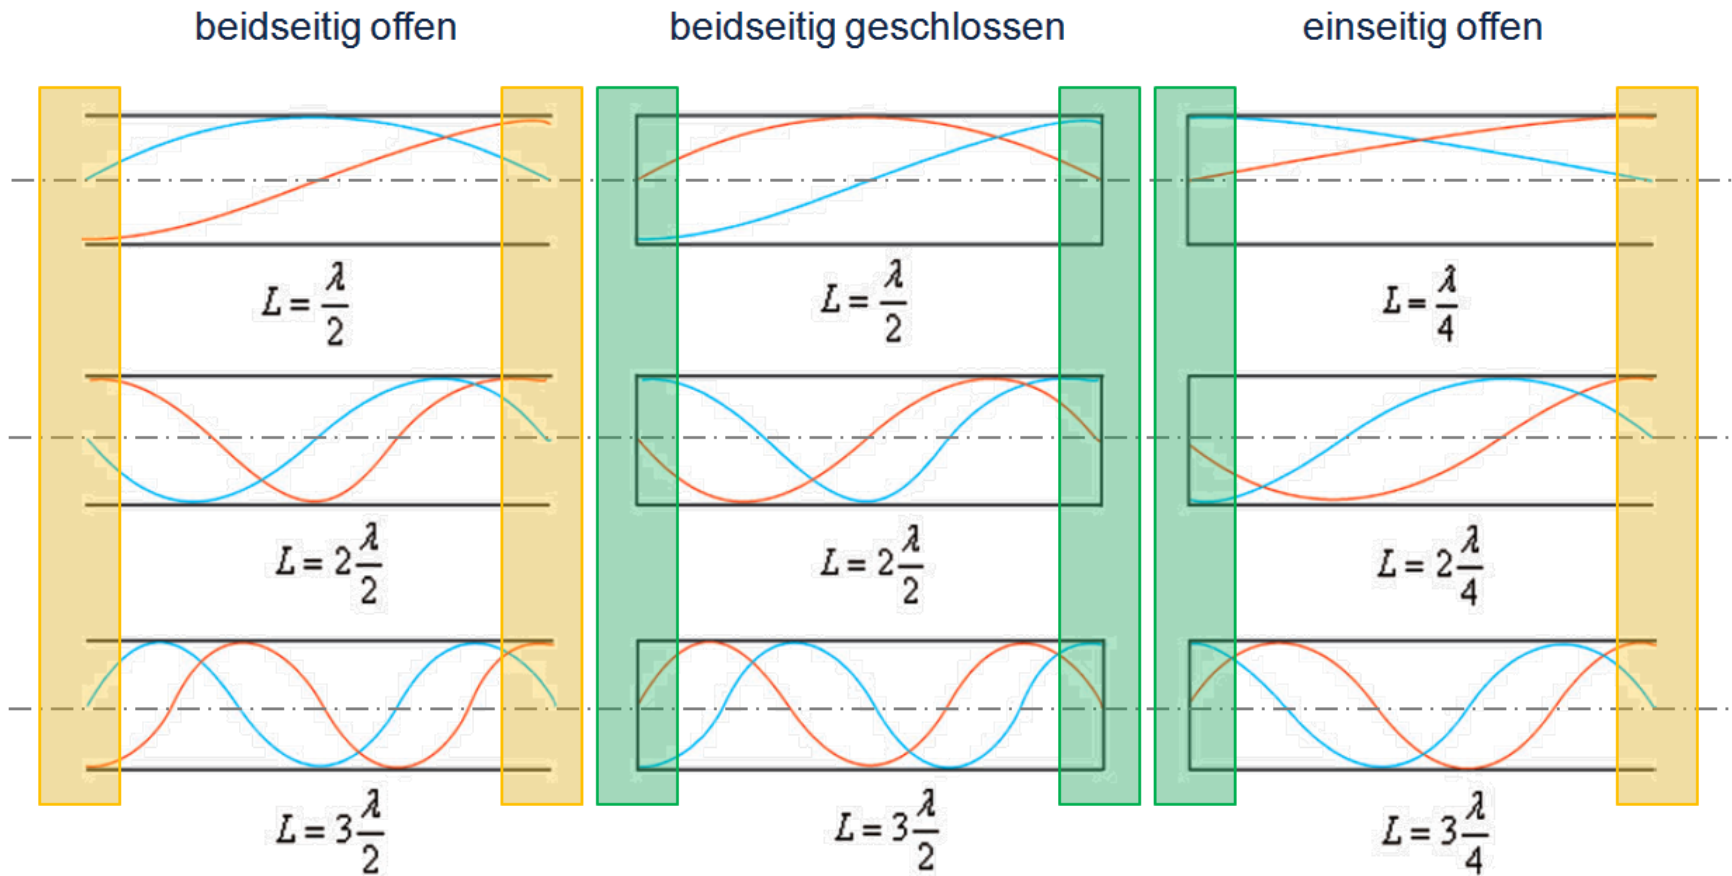 beidseitig offen
beidseitig geschlossen
einseitig offen
L = λ/2
L = λ/2
L = λ/4
L = 2 λ/2
L = 2 λ/2
L = 2 λ/4
L = 3 λ/2
L = 3 λ/2
L = 3 λ/4